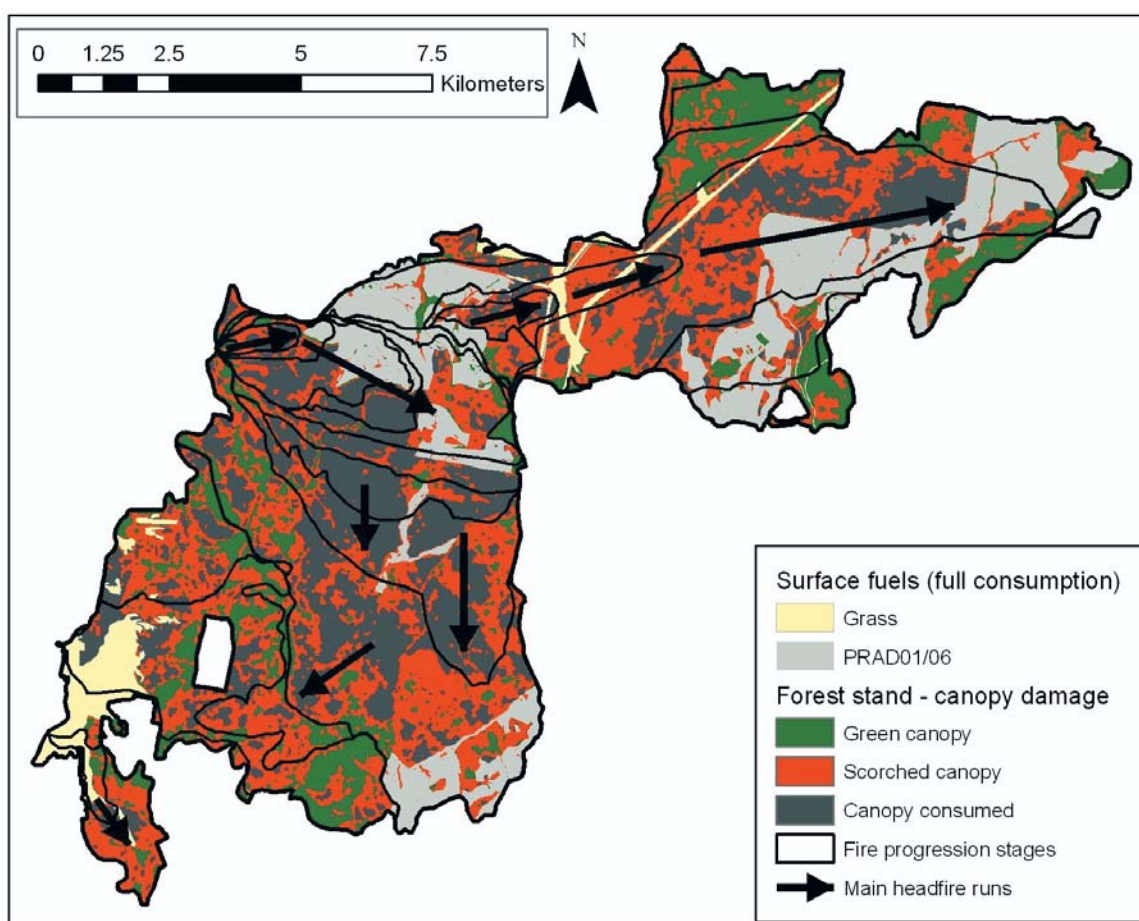 0 1.25 2.5 5 7.5
Kilometers
N
Surface fuels (full consumption)
Grass
PRAD01/06
Forest stand - canopy damage
Green canopy
Scorched canopy
Canopy consumed
Fire progression stages
Main headfire runs